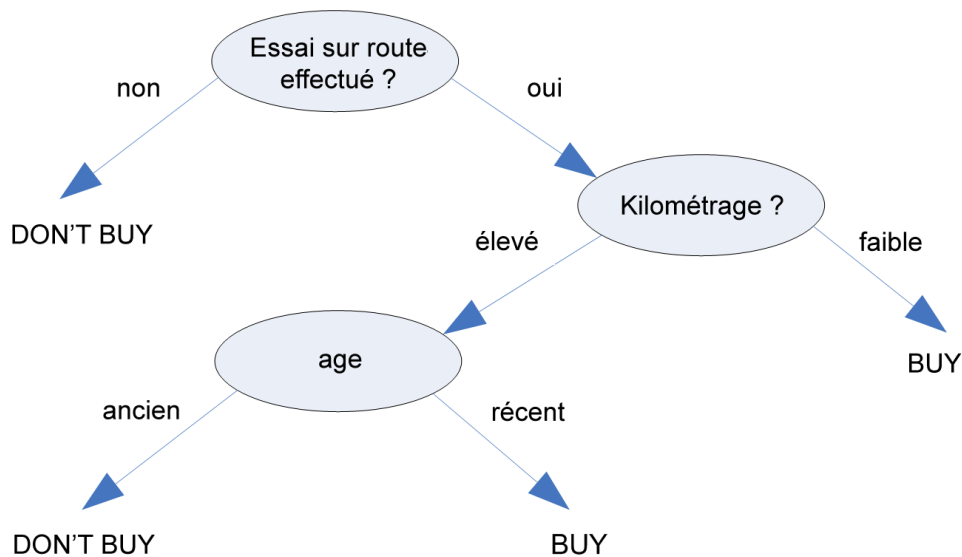 Essai sur route
effectué ?
non
oui
DON'T BUY
Kilométrage ?
élevé
faible
age
BUY
ancien
récent
DON'T BUY
BUY